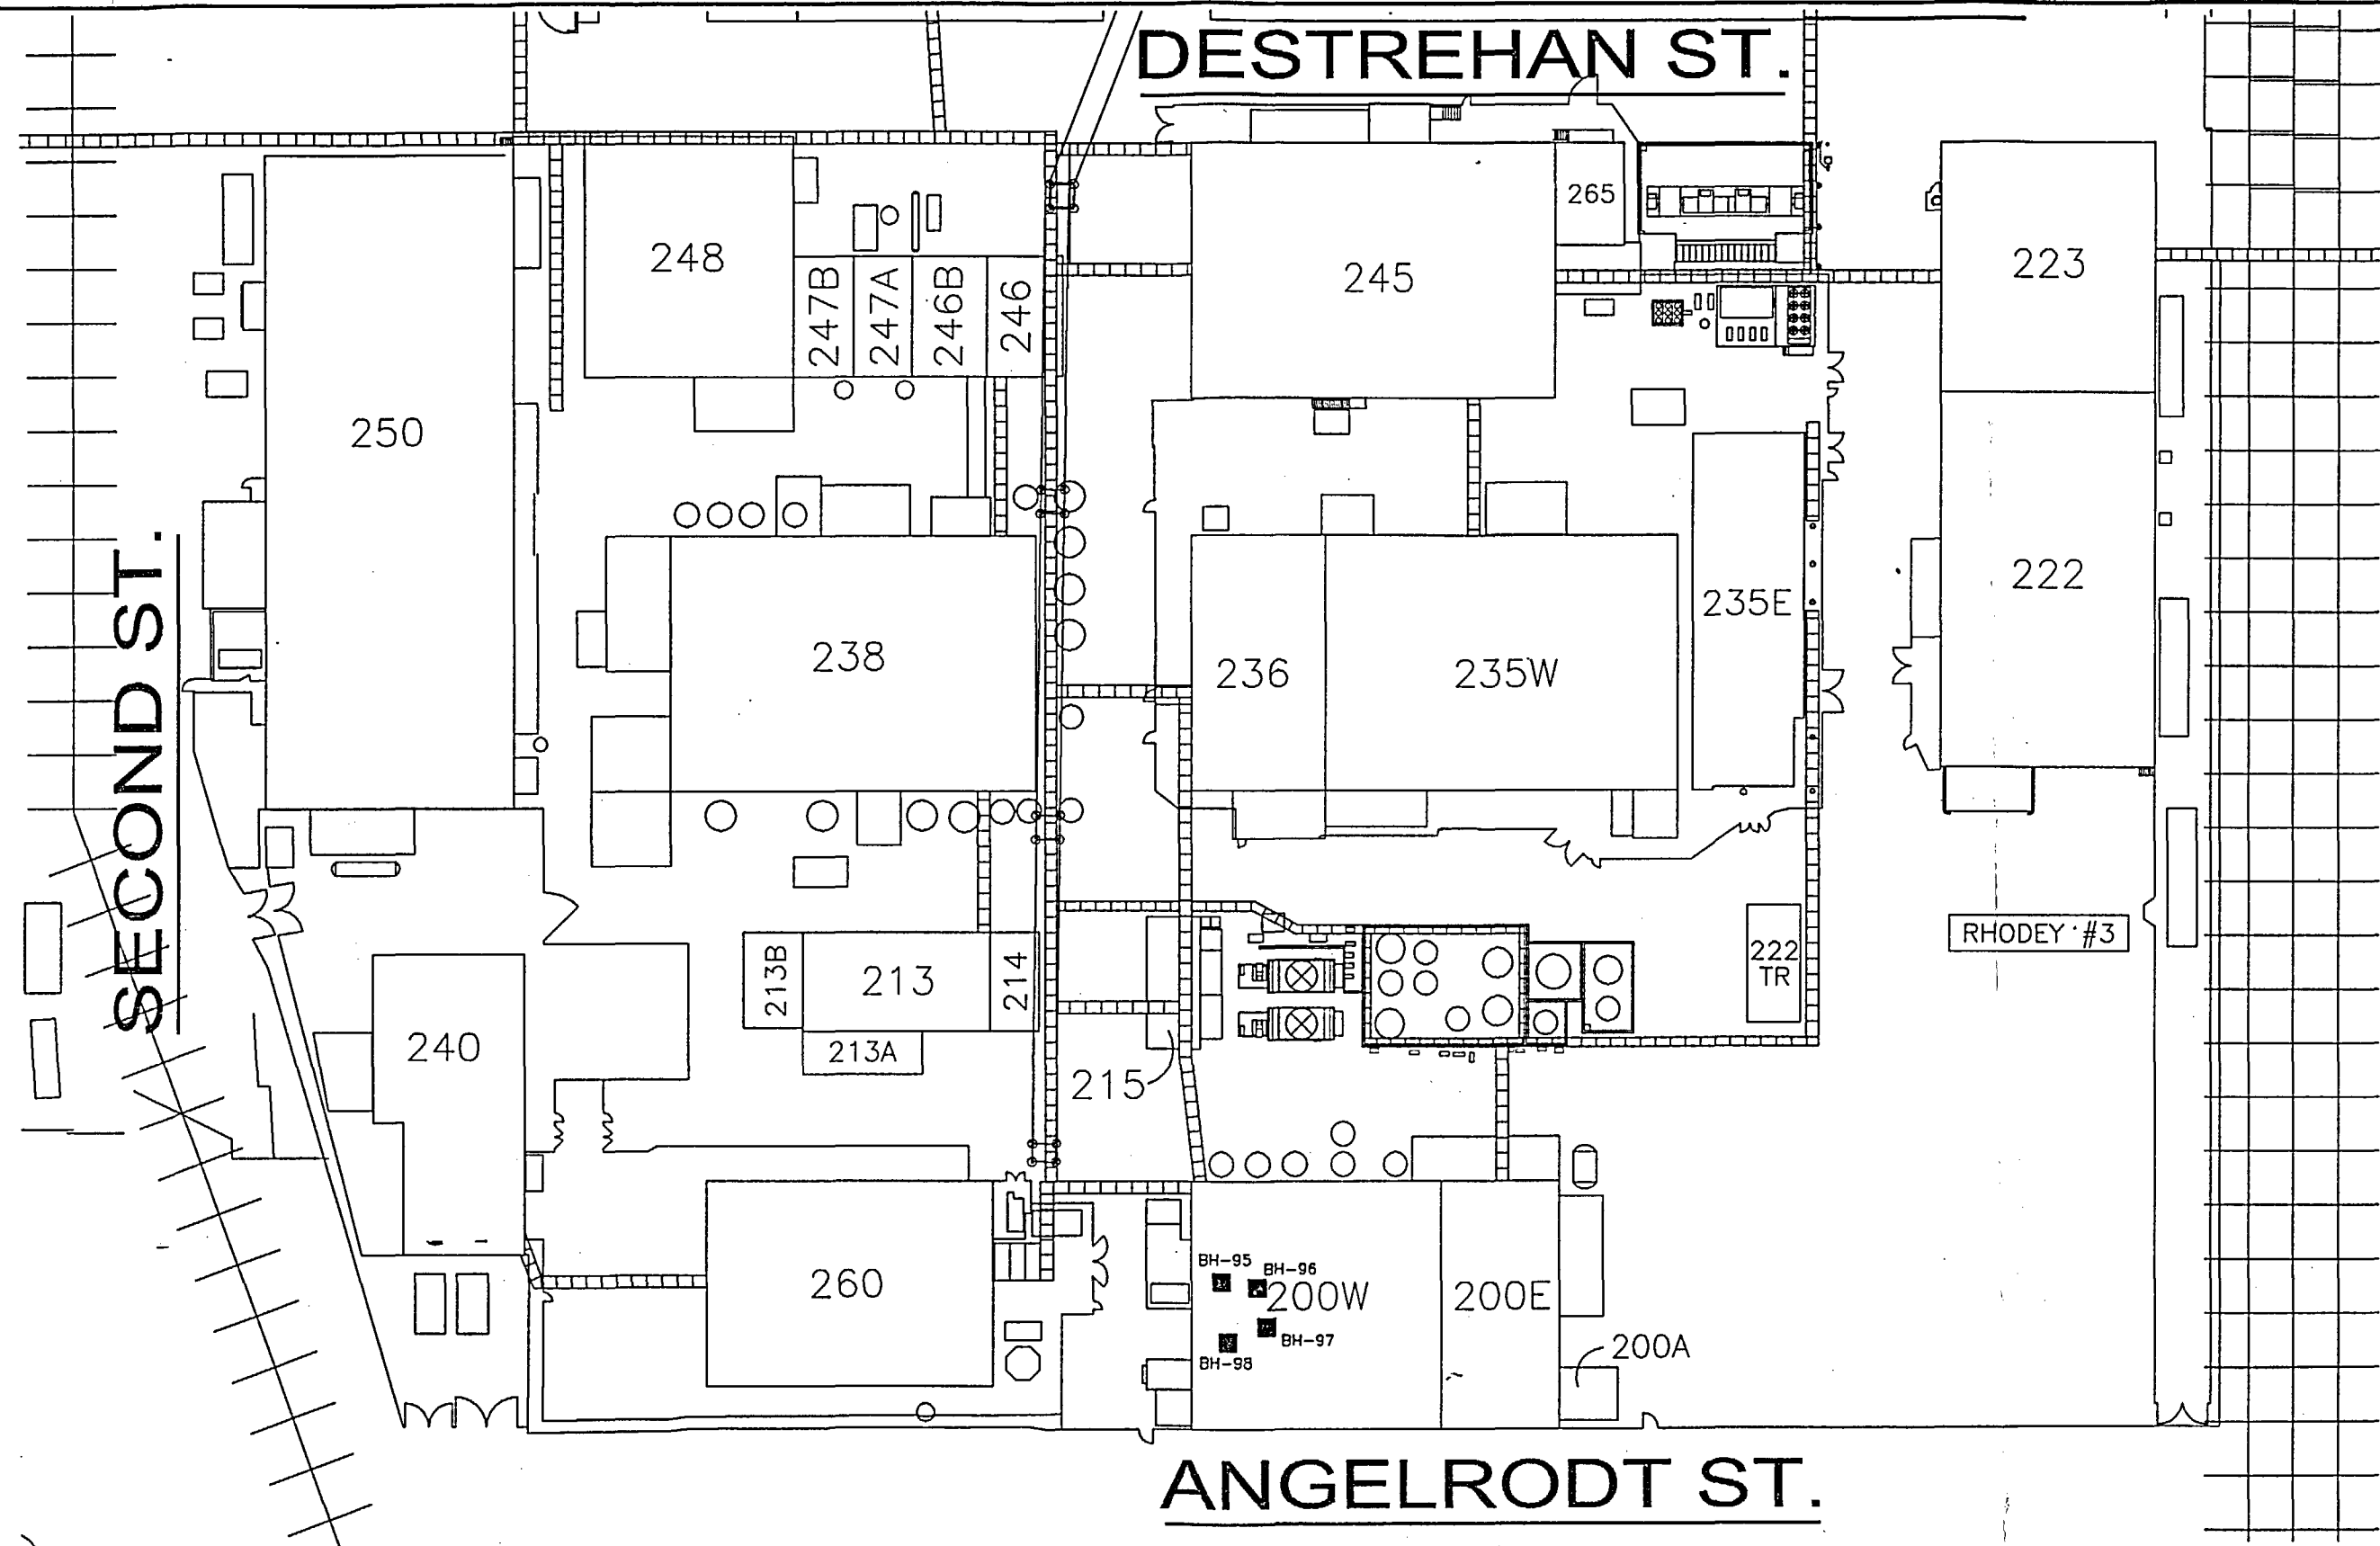 DESTREHAN ST.
265
248
245
223
247B
247A
246B
246
250
SECOND ST.
238
236
235W
235E
222
RHODEY #3
222
TR
213B
213
214
213A
240
215
260
BH-95
BH-96
200W
200E
BH-97
BH-98
200A
ANGELRODT ST.